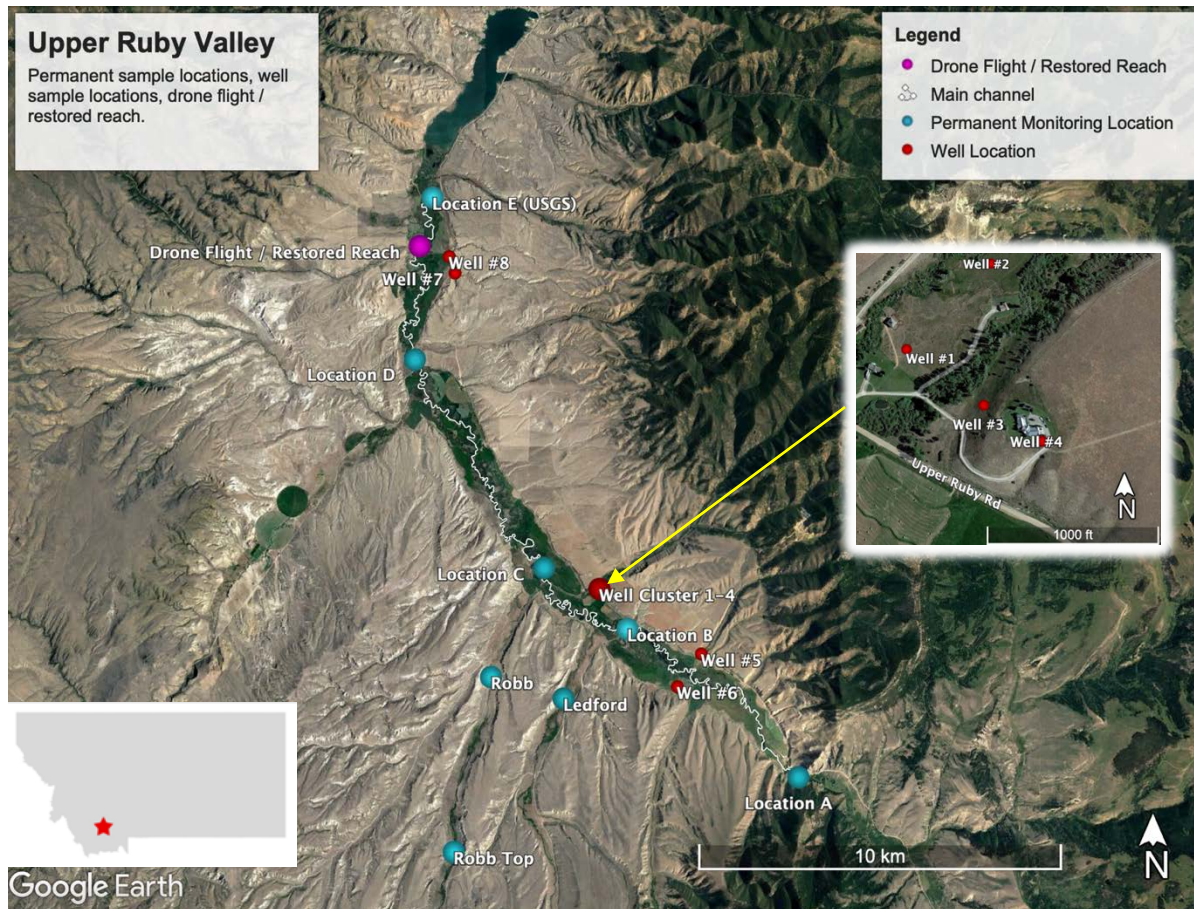 Upper Ruby Valley
Permanent sample locations, well
sample locations, drone flight /
restored reach.
Legend
Drone Flight / Restored Reach
Main channel
Permanent Monitoring Location
Well Location
Location E (USGS)
Drone Flight / Restored Reach
Well #8
Well #7
Location D
Well #2
Well #1
Well #3
Well #4
Upper Ruby Rd
N
1000 ft
Location C
Well Cluster 1-4
Location B
Well #5
Well #6
Robb
Ledford
Location A
Robb Top
10 km
N
Google Earth